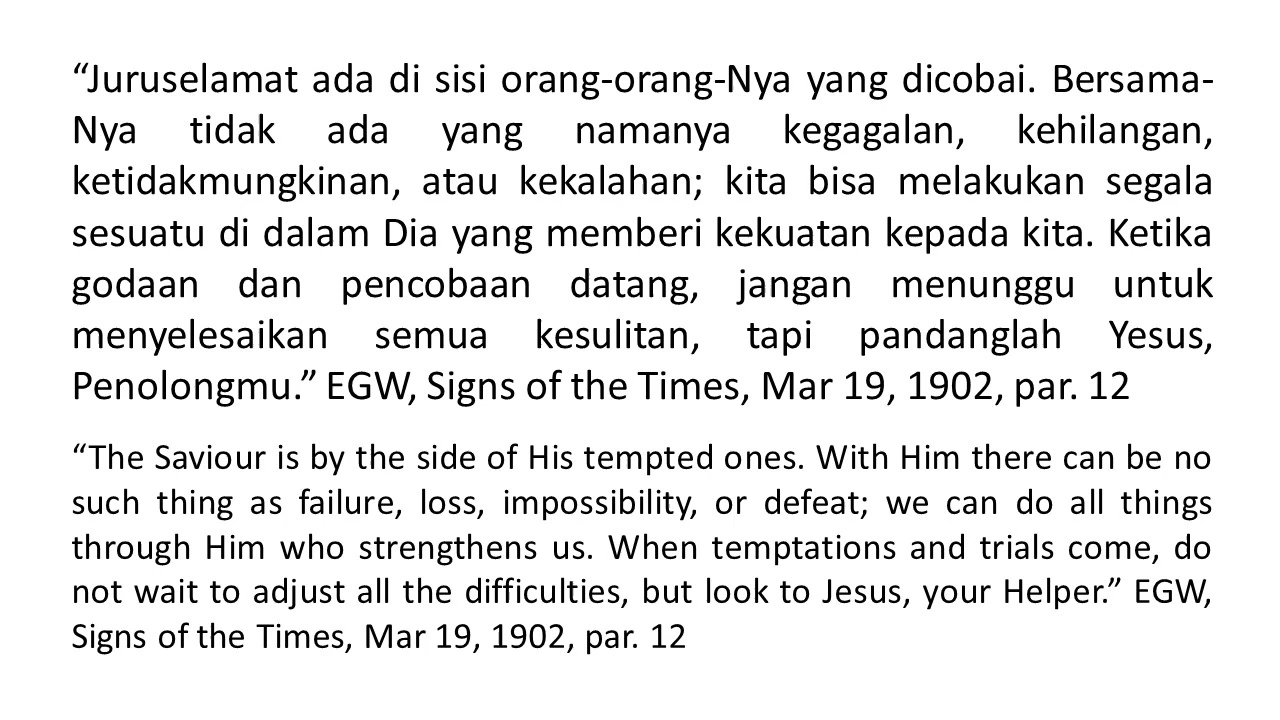 “Juruselamat ada di sisi orang-orang-Nya yang dicobai. Bersama-
Nya tidak ada yang namanya kegagalan, kehilangan,
ketidakmungkinan, atau kekalahan; kita bisa melakukan segala
sesuatu di dalam Dia yang memberi kekuatan kepada kita. Ketika
godaan dan pencobaan datang, jangan menunggu untuk
menyelesaikan semua kesulitan, tapi pandanglah Yesus,
Penolongmu.” EGW, Signs of the Times, Mar 19, 1902, par. 12
“The Saviour is by the side of His tempted ones. With Him there can be no
such thing as failure, loss, impossibility, or defeat; we can do all things
through Him who strengthens us. When temptations and trials come, do
not wait to adjust all the difficulties, but look to Jesus, your Helper.” EGW,
Signs of the Times, Mar 19, 1902, par. 12